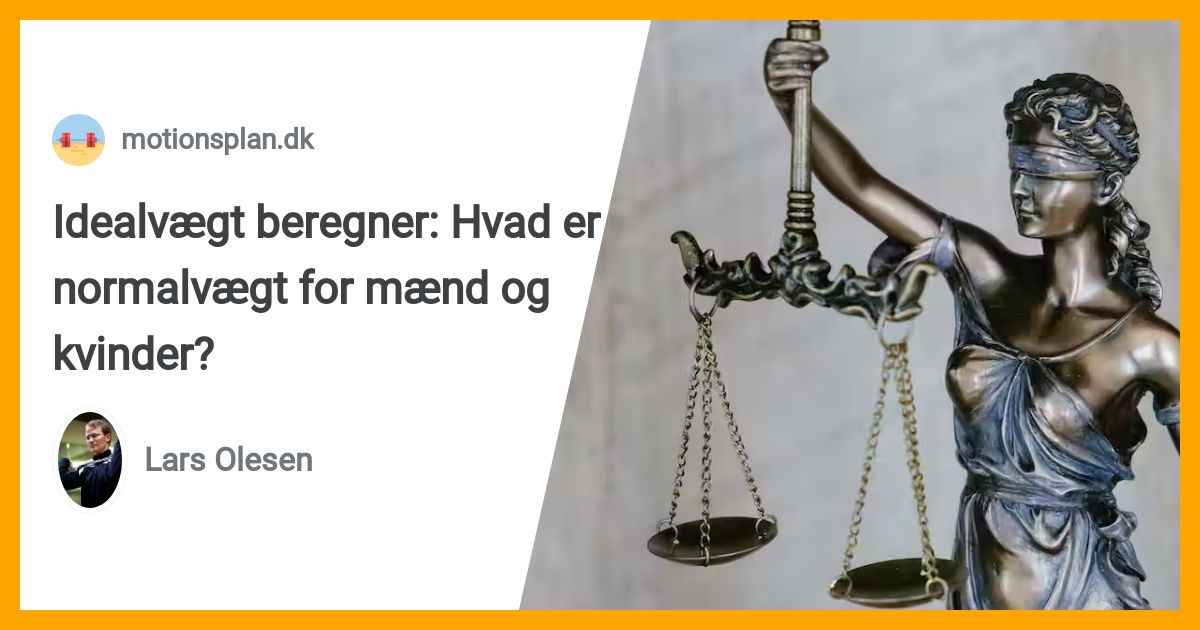 motionsplan.dk
Idealvægt beregner: Hvad er
normalvægt for mænd og
kvinder?
Lars Olesen